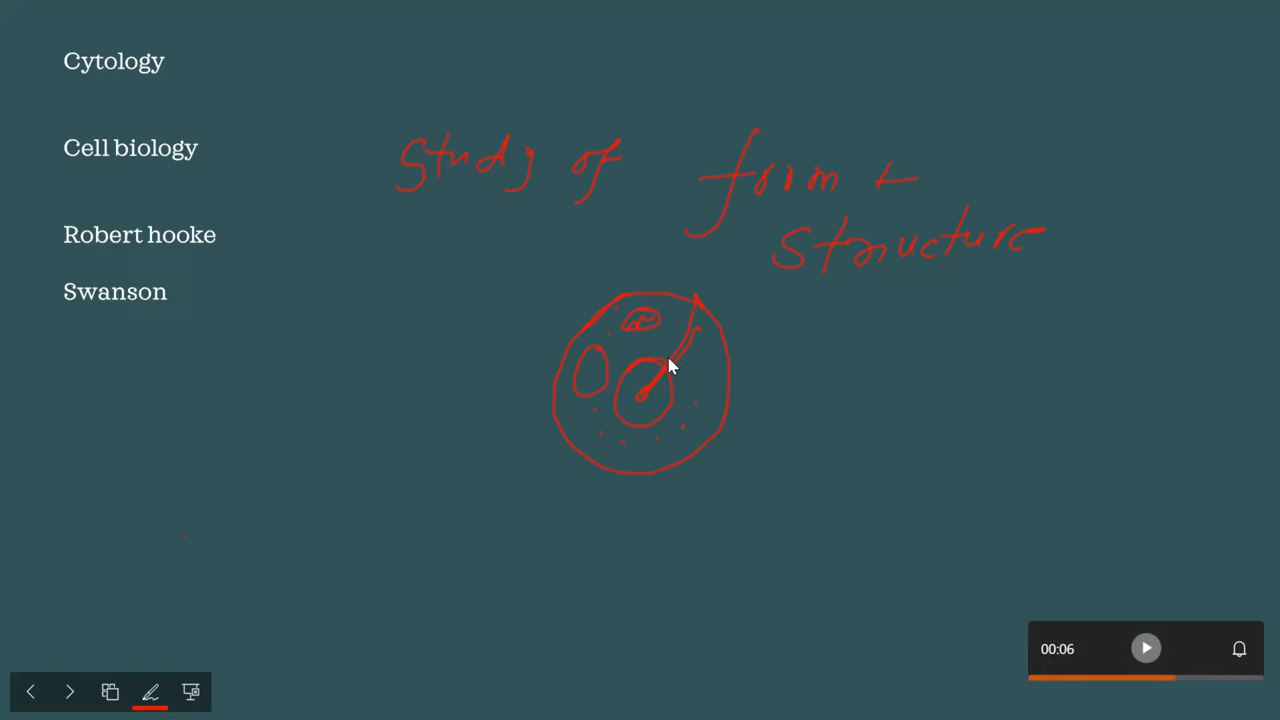 Cytology
Cell biology
Study of form +
Structure
Robert hooke
Swanson
00:06